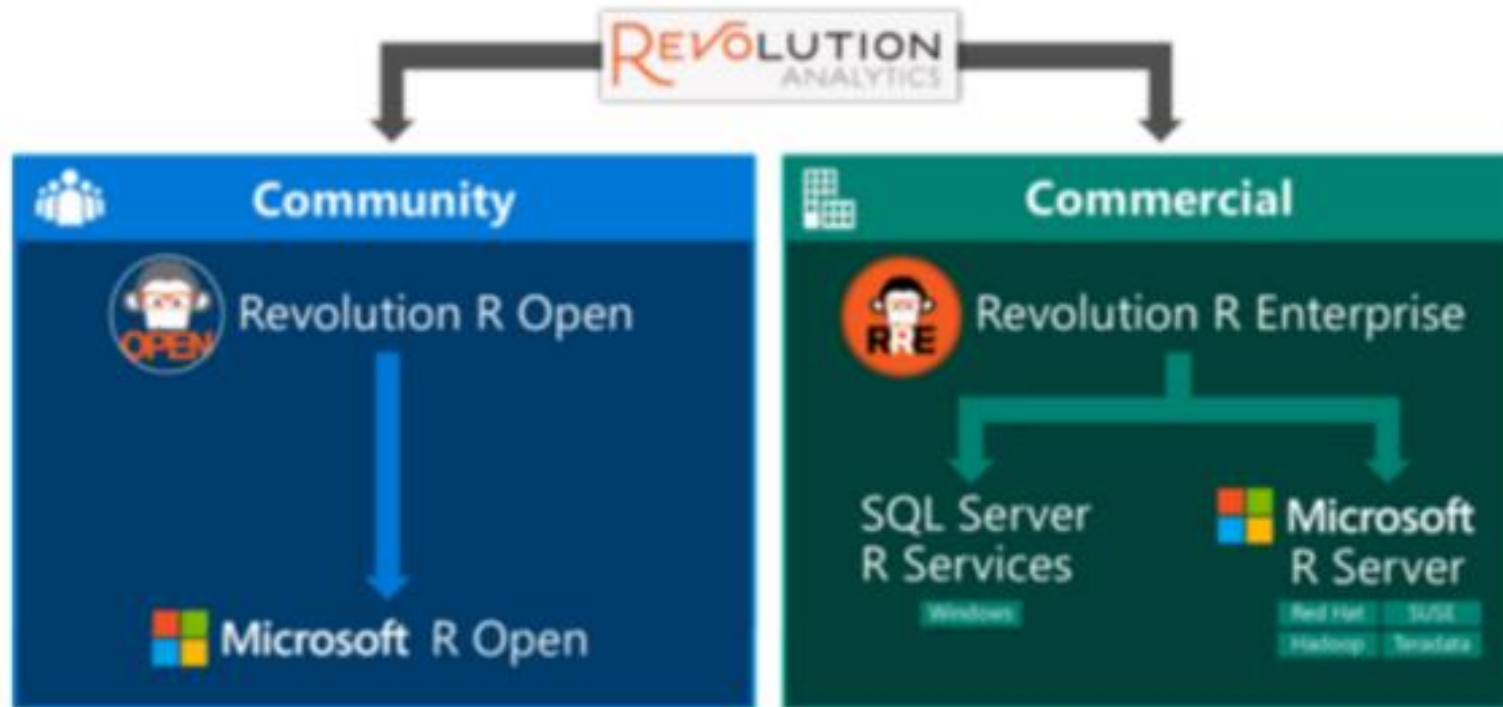 REVOLUTION
ANALYTICS
Community
OPEN
Revolution R Open
Microsoft R Open
Commercial
RRE
Revolution R Enterprise
SQL Server
R Services
Windows
Microsoft
R Server
Red Hat SUSE
Hadoop Teradata